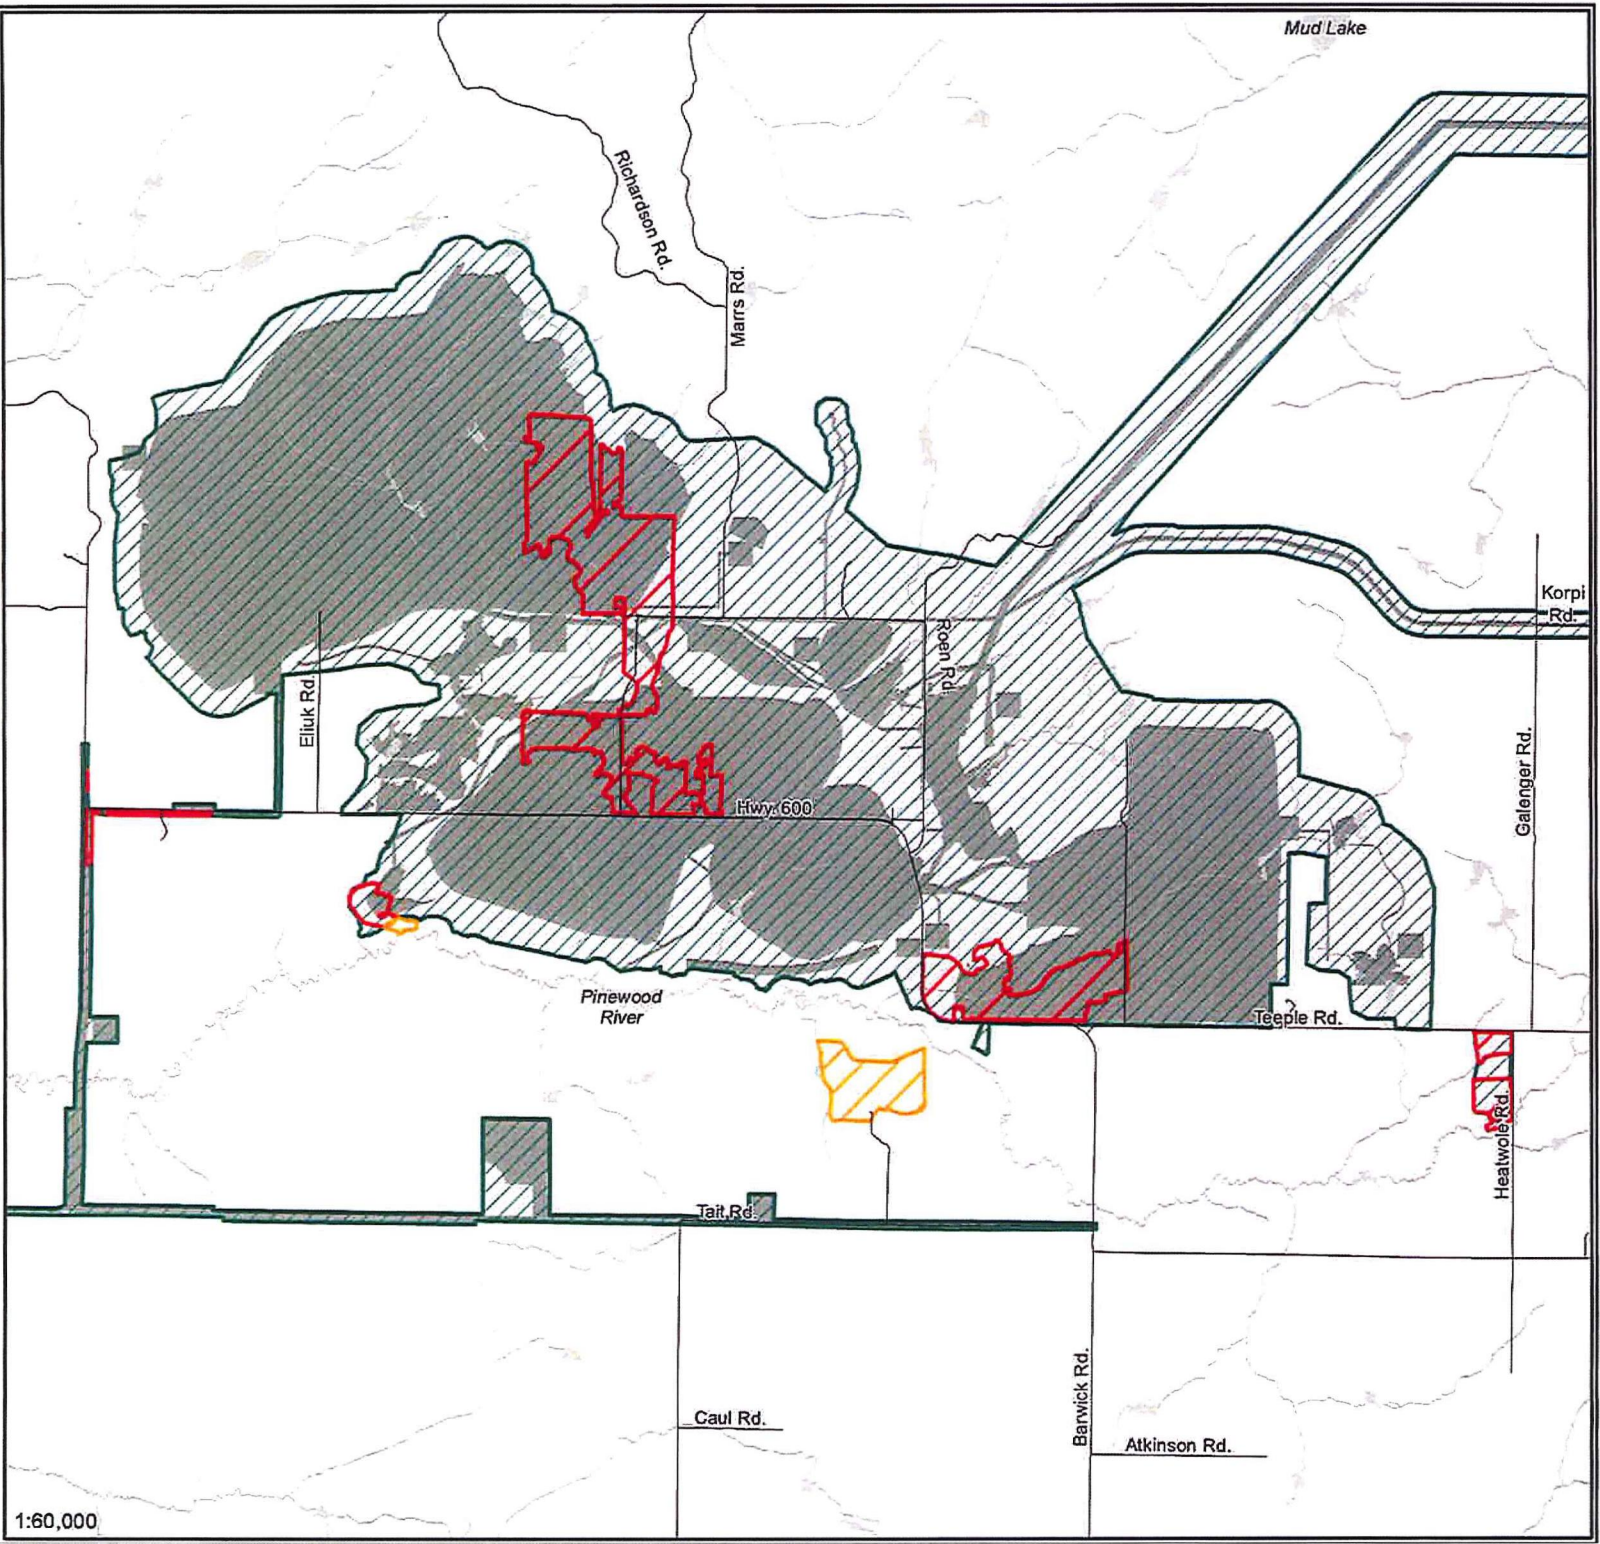 Mud Lake
Richardson Rd.
Marrs Rd.
Korpi
Rd.
Roen Rd.
Eliuk Rd.
Galenger Rd.
Hwy. 600
Pinewood
River
Teeple Rd.
Heatwole Rd.
Tait Rd.
Barwick Rd.
Caul Rd.
Atkinson Rd.
1:60,000